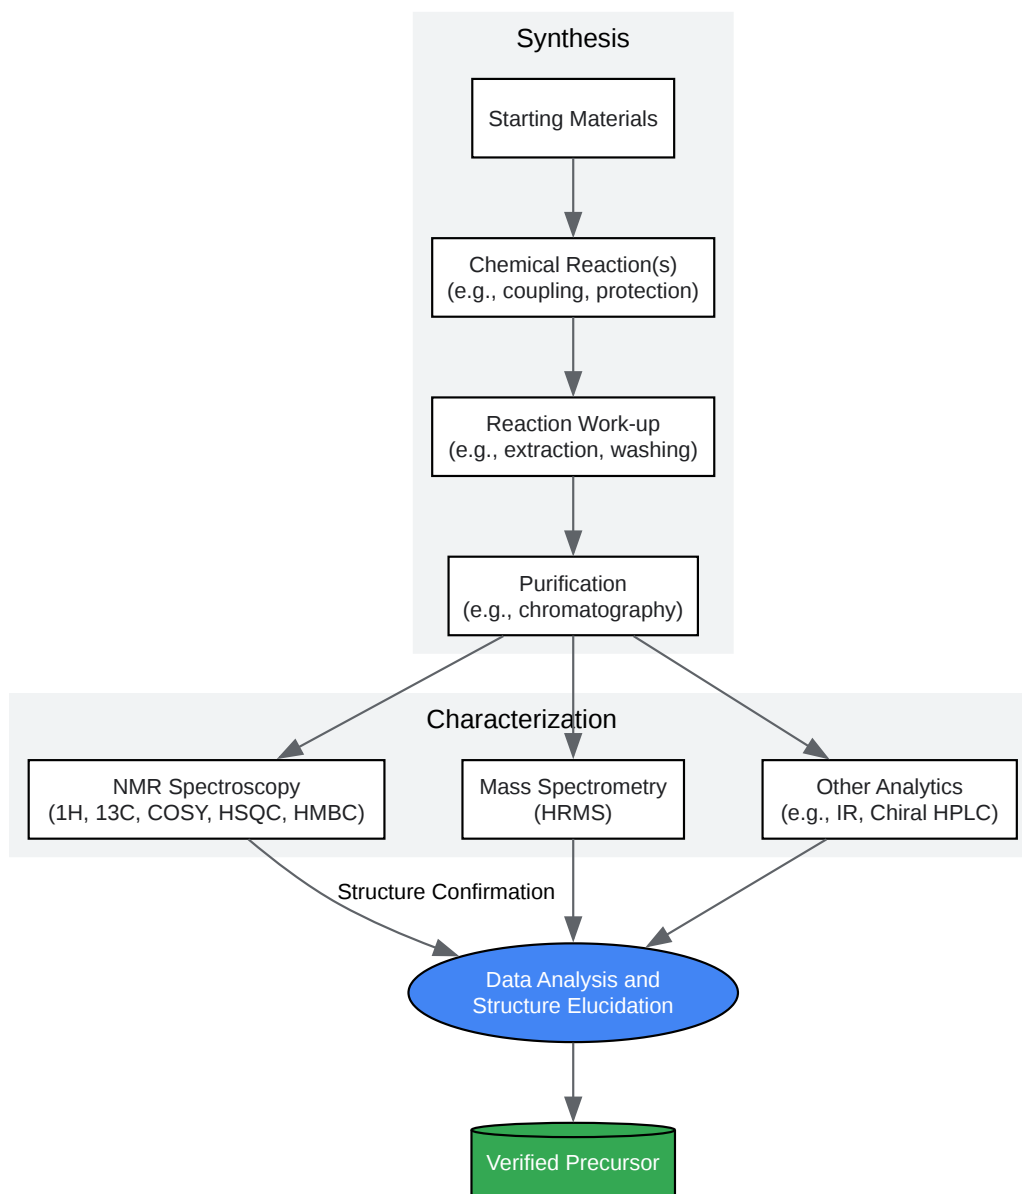 Synthesis
Starting Materials
Chemical Reaction(s)
(e.g., coupling, protection)
Reaction Work-up
(e.g., extraction, washing)
Purification
(e.g., chromatography)
Characterization
NMR Spectroscopy
(1H, 13C, COSY, HSQC, HMBC)
Mass Spectrometry
(HRMS)
Other Analytics
(e.g., IR, Chiral HPLC)
Structure Confirmation
Data Analysis and
Structure Elucidation
Verified Precursor